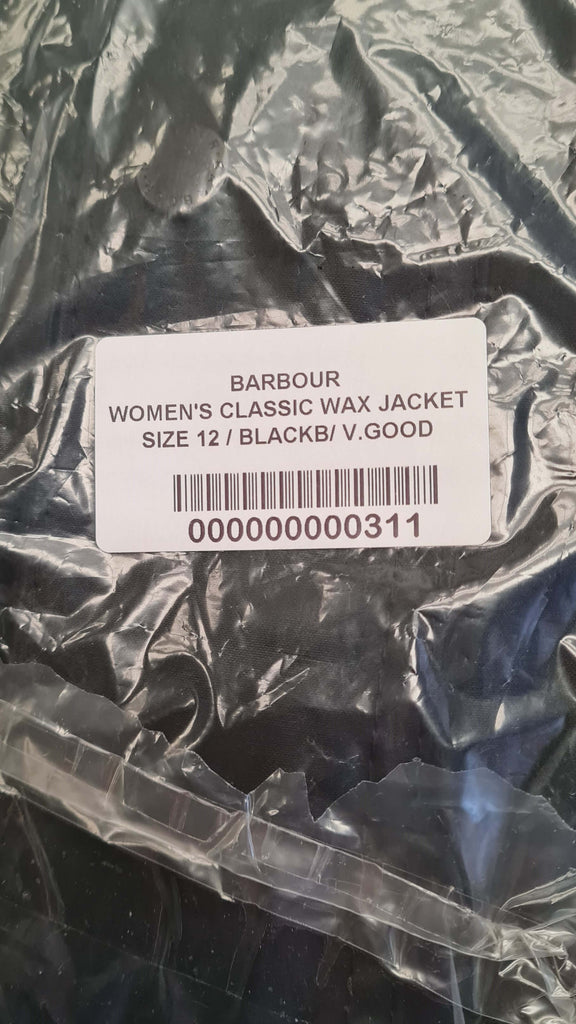 BARBOUR
WOMEN'S CLASSIC WAX JACKET
SIZE 12 / BLACKB/ V.GOOD
000000000311